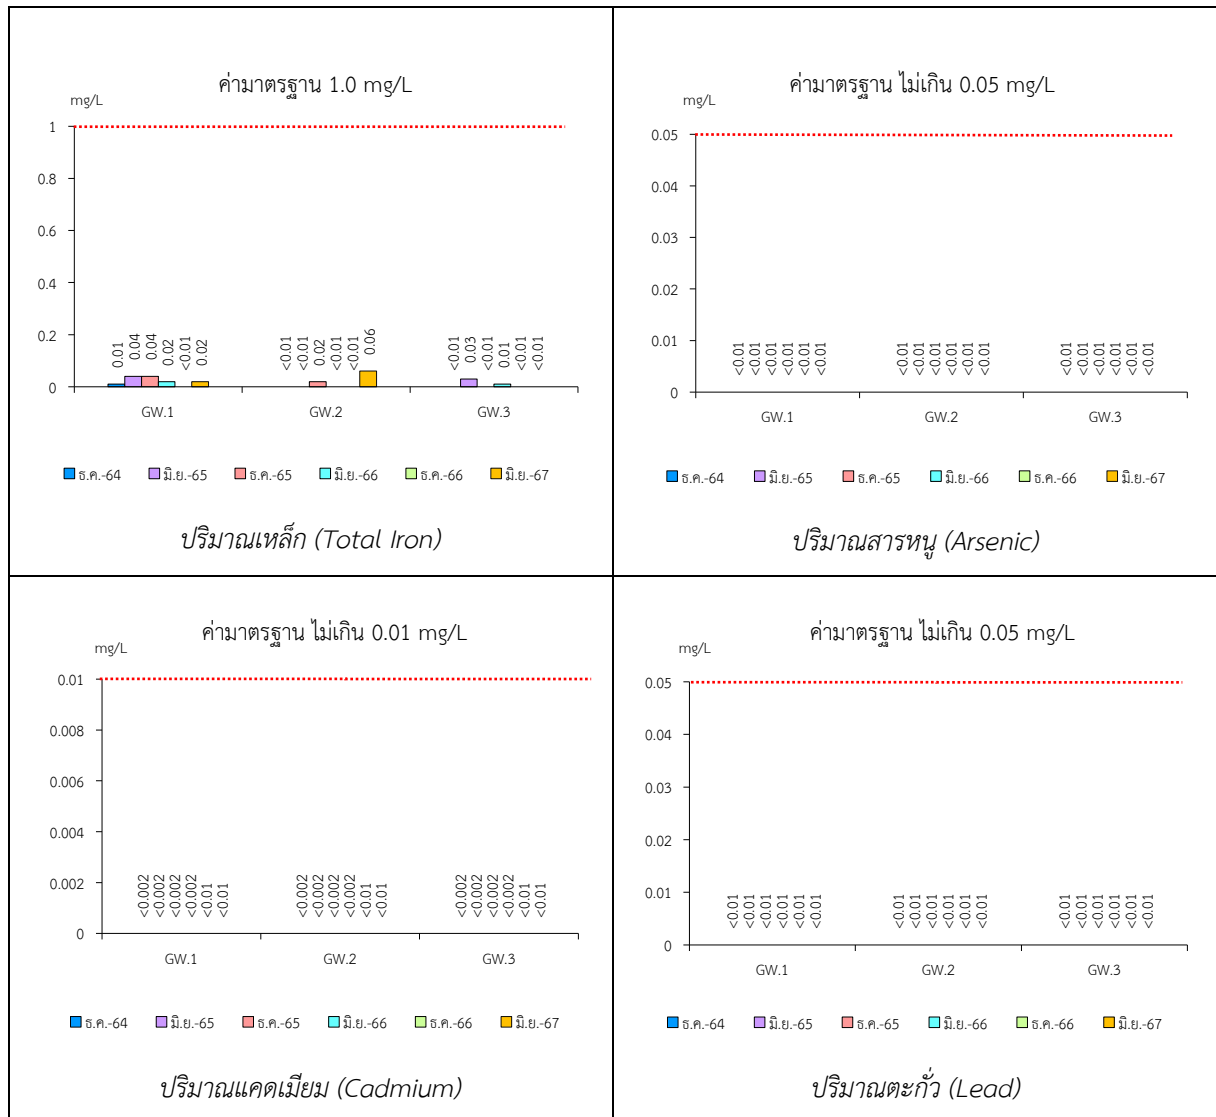 ค่ามาตรฐาน 1.0 mg/L
mg/L
1
0.8
0.6
0.4
0.2
0
0.01 0.04 0.04 0.02 <0.01 0.02
<0.01 <0.01 0.02 <0.01 <0.01 0.06
<0.01 0.03 <0.01 0.01 <0.01 <0.01
GW.1 GW.2 GW.3
ธ.ค.-64 มิ.ย.-65 ธ.ค.-65 มิ.ย.-66 ธ.ค.-66 มิ.ย.-67
ปริมาณเหล็ก (Total Iron)
ค่ามาตรฐาน ไม่เกิน 0.05 mg/L
mg/L
0.05
0.04
0.03
0.02
0.01
0
<0.01 <0.01 <0.01 <0.01 <0.01 <0.01
<0.01 <0.01 <0.01 <0.01 <0.01 <0.01
<0.01 <0.01 <0.01 <0.01 <0.01 <0.01
GW.1 GW.2 GW.3
ธ.ค.-64 มิ.ย.-65 ธ.ค.-65 มิ.ย.-66 ธ.ค.-66 มิ.ย.-67
ปริมาณสารหนู (Arsenic)
ค่ามาตรฐาน ไม่เกิน 0.01 mg/L
mg/L
0.01
0.008
0.006
0.004
0.002
0
<0.002 <0.002 <0.002 <0.002 <0.01 <0.01
<0.002 <0.002 <0.002 <0.002 <0.01 <0.01
<0.002 <0.002 <0.002 <0.002 <0.01 <0.01
GW.1 GW.2 GW.3
ธ.ค.-64 มิ.ย.-65 ธ.ค.-65 มิ.ย.-66 ธ.ค.-66 มิ.ย.-67
ปริมาณแคดเมียม (Cadmium)
ค่ามาตรฐาน ไม่เกิน 0.05 mg/L
mg/L
0.05
0.04
0.03
0.02
0.01
0
<0.01 <0.01 <0.01 <0.01 <0.01 <0.01
<0.01 <0.01 <0.01 <0.01 <0.01 <0.01
<0.01 <0.01 <0.01 <0.01 <0.01 <0.01
GW.1 GW.2 GW.3
ธ.ค.-64 มิ.ย.-65 ธ.ค.-65 มิ.ย.-66 ธ.ค.-66 มิ.ย.-67
ปริมาณตะกั่ว (Lead)